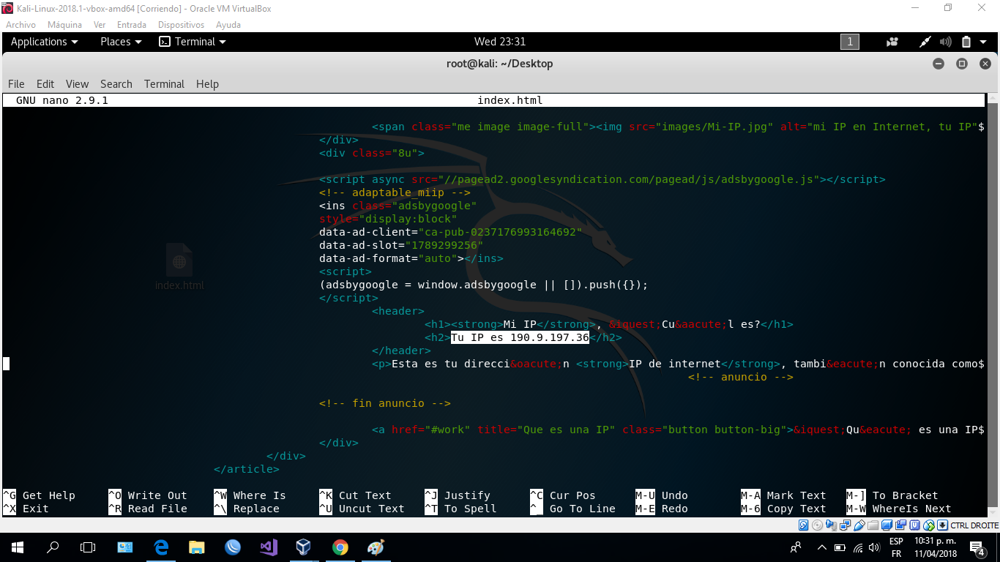 Kali-Linux-2018.1-vbox-amd64 [Corriendo] - Oracle VM VirtualBox
Archivo Máquina Ver Entrada Dispositivos Ayuda
Applications Places Terminal Wed 23:31 1
root@kali: ~/Desktop
File Edit View Search Terminal Help
GNU nano 2.9.1 index.html
<span class="me image image-full"><img src="images/Mi-IP.jpg" alt="mi IP en Internet, tu IP"$
</div>
<div class="8u">
<script async src="//pagead2.googlesyndication.com/pagead/js/adsbygoogle.js"></script>
<!-- adaptable_miip -->
<ins class="adsbygoogle"
style="display:block"
data-ad-client="ca-pub-0237176993164692"
data-ad-slot="1789299256"
data-ad-format="auto"></ins>
<script>
(adsbygoogle = window.adsbygoogle || []).push({});
</script>
<header>
<h1><strong>Mi IP</strong>, &iquest;Cu&aacute;l es?</h1>
<h2>Tu IP es 190.9.197.36</h2>
</header>
<p>Esta es tu direcci&oacute;n <strong>IP de internet</strong>, tambi&eacute;n conocida como$
<!-- anuncio -->
<!-- fin anuncio -->
<a href="#work" title="Que es una IP" class="button button-big">&iquest;Qu&eacute; es una IP$
</div>
</div>
</article>
index.html
^G Get Help ^O Write Out ^W Where Is ^K Cut Text ^J Justify ^C Cur Pos M-U Undo M-A Mark Text M-] To Bracket
^X Exit ^R Read File ^\ Replace ^U Uncut Text ^T To Spell ^_ Go To Line M-E Redo M-6 Copy Text M-W WhereIs Next
CTRL DROITE
ESP 10:31 p. m.
FR 11/04/2018 4